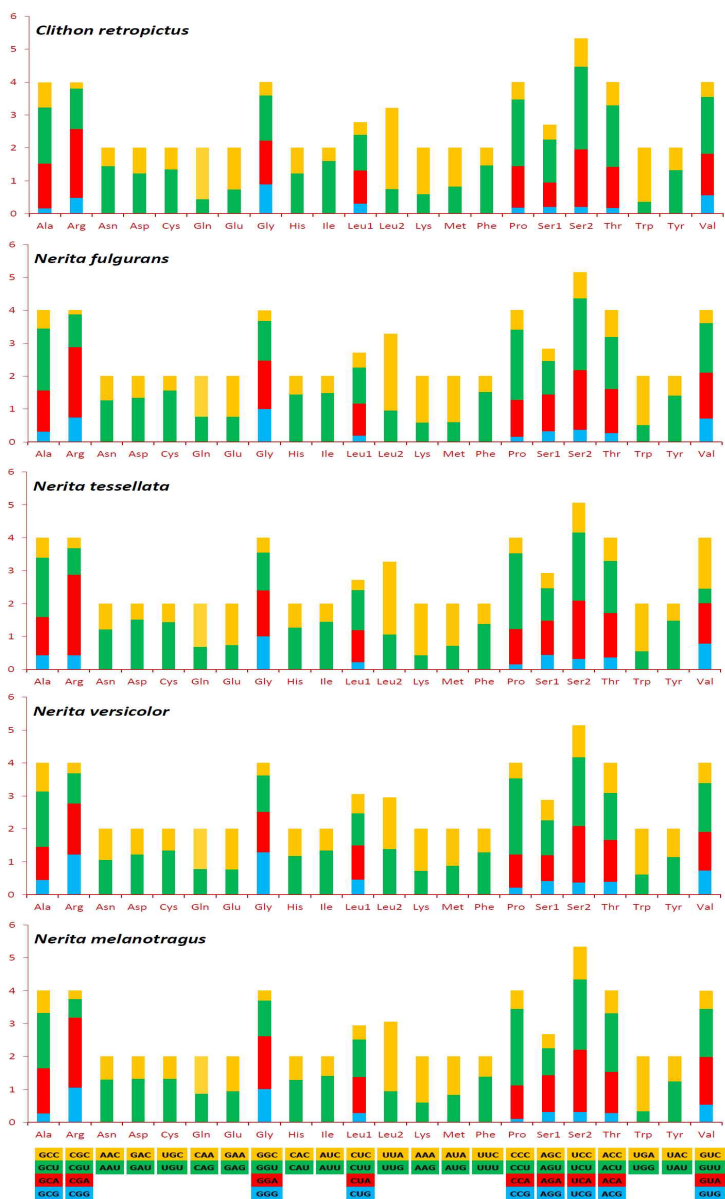 6
Clithon retropictus
5
4
3
2
1
0
Ala Arg Asn Asp Cys Gln Glu Gly His Ile Leu1 Leu2 Lys Met Phe Pro Ser1 Ser2 Thr Trp Tyr Val
6
Nerita fulgurans
5
4
3
2
1
0
Ala Arg Asn Asp Cys Gln Glu Gly His Ile Leu1 Leu2 Lys Met Phe Pro Ser1 Ser2 Thr Trp Tyr Val
6
Nerita tessellata
5
4
3
2
1
0
Ala Arg Asn Asp Cys Gln Glu Gly His Ile Leu1 Leu2 Lys Met Phe Pro Ser1 Ser2 Thr Trp Tyr Val
6
Nerita versicolor
5
4
3
2
1
0
Ala Arg Asn Asp Cys Gln Glu Gly His Ile Leu1 Leu2 Lys Met Phe Pro Ser1 Ser2 Thr Trp Tyr Val
6
Nerita melanotragus
5
4
3
2
1
0
Ala Arg Asn Asp Cys Gln Glu Gly His Ile Leu1 Leu2 Lys Met Phe Pro Ser1 Ser2 Thr Trp Tyr Val
GCC CGC AAC GAC UGC CAA GAA GGC CAC AUC CUC UUA AAA AUA UUC CCC AGC UCC ACC UGA UAC GUC
GCU CGU AAU GAU UGU CAG GAG GGU CAU AUU CUU UUG AAG AUG UUU CCU AGU UCU ACU UGG UAU GUU
GCA CGA GGA CUA CCA AGA UCA ACA GUA
GCG CGG GGG CUG CCG AGG UCG ACG GUG